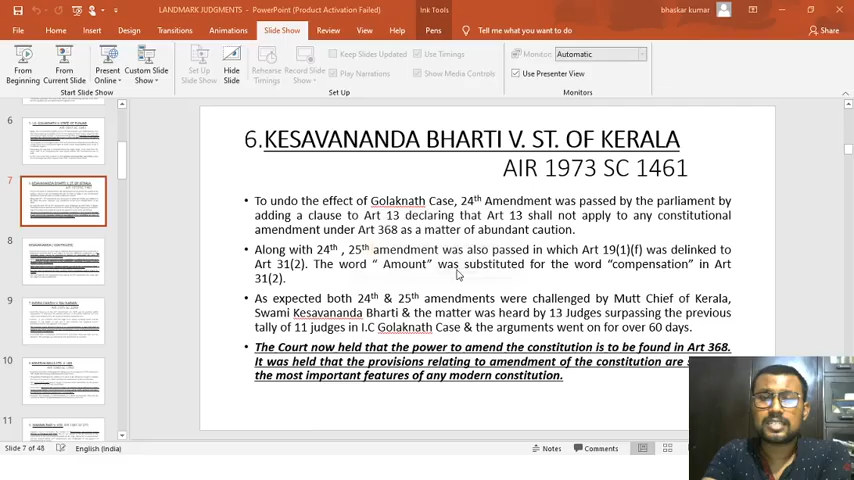 LANDMARK JUDGMENTS - PowerPoint (Product Activation Failed)
Ink Tools
bhaskar kumar
File Home Insert Draw Design Transitions Animations Slide Show Review View Help Pens Tell me what you want to do Share
From Beginning
From Current Slide
Present Online
Custom Slide Show
Set Up Slide Show
Hide Slide
Rehearse Timings
Record Slide Show
Keep Slides Updated
Play Narrations
Use Timings
Show Media Controls
Monitor: Automatic
Use Presenter View
Start Slide Show
Set Up
Monitors
6
7
8
9
10
11
6.KESAVANANDA BHARTI V. ST. OF KERALA
AIR 1973 SC 1461
• To undo the effect of Golaknath Case, 24th Amendment was passed by the parliament by
adding a clause to Art 13 declaring that Art 13 shall not apply to any constitutional
amendment under Art 368 as a matter of abundant caution.
• Along with 24th , 25th amendment was also passed in which Art 19(1)(f) was delinked to
Art 31(2). The word “ Amount” was substituted for the word “compensation” in Art
31(2).
• As expected both 24th & 25th amendments were challenged by Mutt Chief of Kerala,
Swami Kesavananda Bharti & the matter was heard by 13 Judges surpassing the previous
tally of 11 judges in I.C Golaknath Case & the arguments went on for over 60 days.
• The Court now held that the power to amend the constitution is to be found in Art 368.
It was held that the provisions relating to amendment of the constitution are
the most important features of any modern constitution.
Slide 7 of 48
English (India)
Notes
Comments